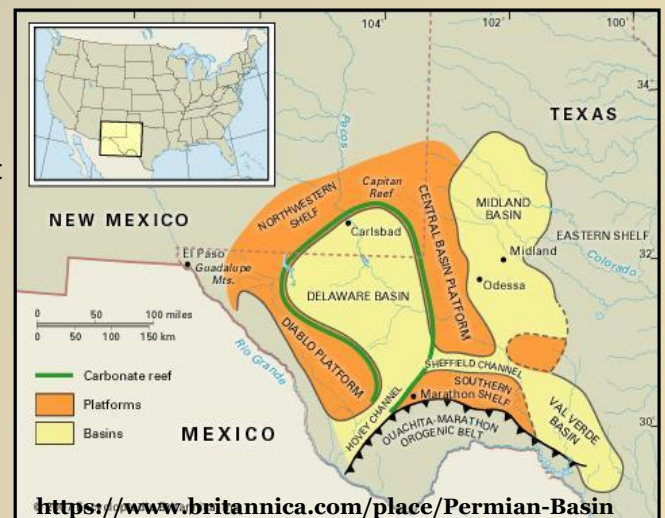 104°
102°
100°
34°
TEXAS
Pecos
NEW MEXICO
NORTHWESTERN
SHELF
Capitan
Reef
CENTRAL BASIN PLATFORM
MIDLAND
BASIN
Carlsbad
EASTERN SHELF
Colorado
El Paso
Guadalupe
Mts.
Midland
32°
Odessa
DELAWARE BASIN
0 50 100 miles
0 50 100 150 km
DIABLO PLATFORM
Rio Grande
SHEFFIELD CHANNEL
Carbonate reef
SOUTHERN
Marathon SHELF
Platforms
HOVEY CHANNEL
VAL VERDE
BASIN
Basins
MEXICO
OUACHITA-MARATHON
OROGENIC BELT
30°
https://www.britannica.com/place/Permian-Basin